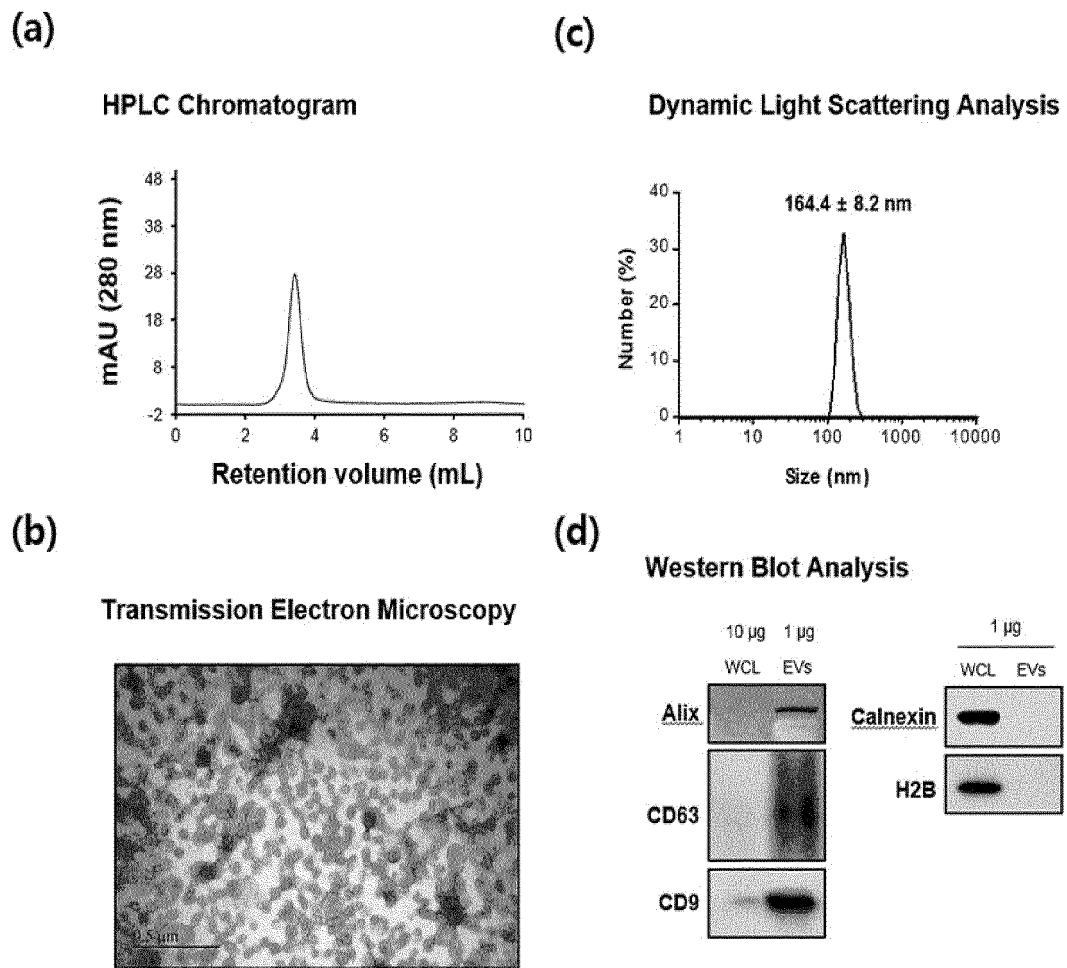 (a)
HPLC Chromatogram
mAU (280 nm)
48
38
28
18
8
-2
0 2 4 6 8 10
Retention volume (mL)
(b)
Transmission Electron Microscopy
0.5 µm
(c)
Dynamic Light Scattering Analysis
164.4 ± 8.2 nm
Number (%)
40
30
20
10
0
1 10 100 1000 10000
Size (nm)
(d)
Western Blot Analysis
10 µg 1 µg
WCL EVs
Alix
CD63
CD9
1 µg
WCL EVs
Calnexin
H2B